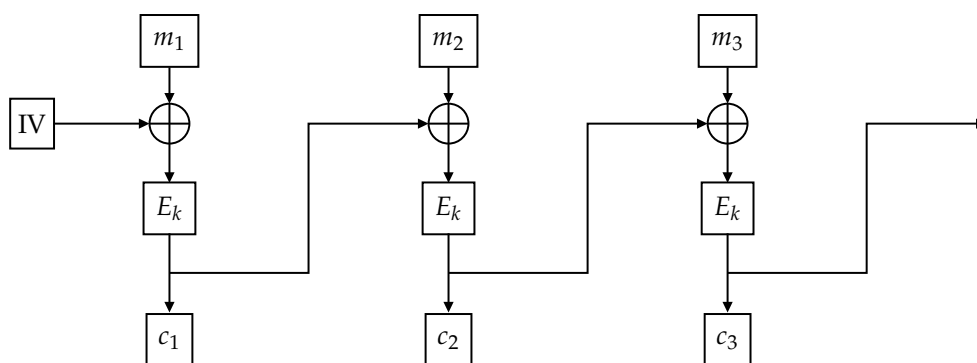 m₁ m₂ m₃
IV
Eₖ Eₖ Eₖ
c₁ c₂ c₃